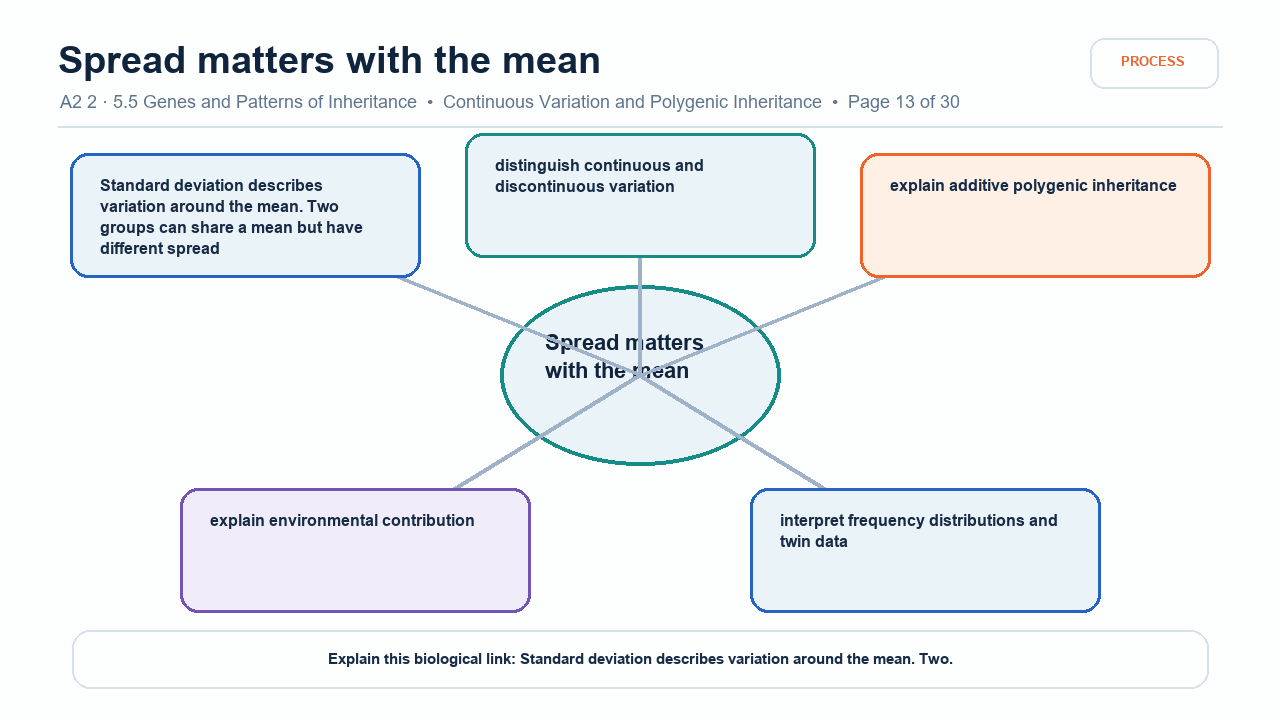 Spread matters with the mean
PROCESS
A2 2 · 5.5 Genes and Patterns of Inheritance • Continuous Variation and Polygenic Inheritance • Page 13 of 30
Standard deviation describes
variation around the mean. Two
groups can share a mean but have
different spread
distinguish continuous and
discontinuous variation
explain additive polygenic inheritance
Spread matters
with the mean
explain environmental contribution
interpret frequency distributions and
twin data
Explain this biological link: Standard deviation describes variation around the mean. Two.